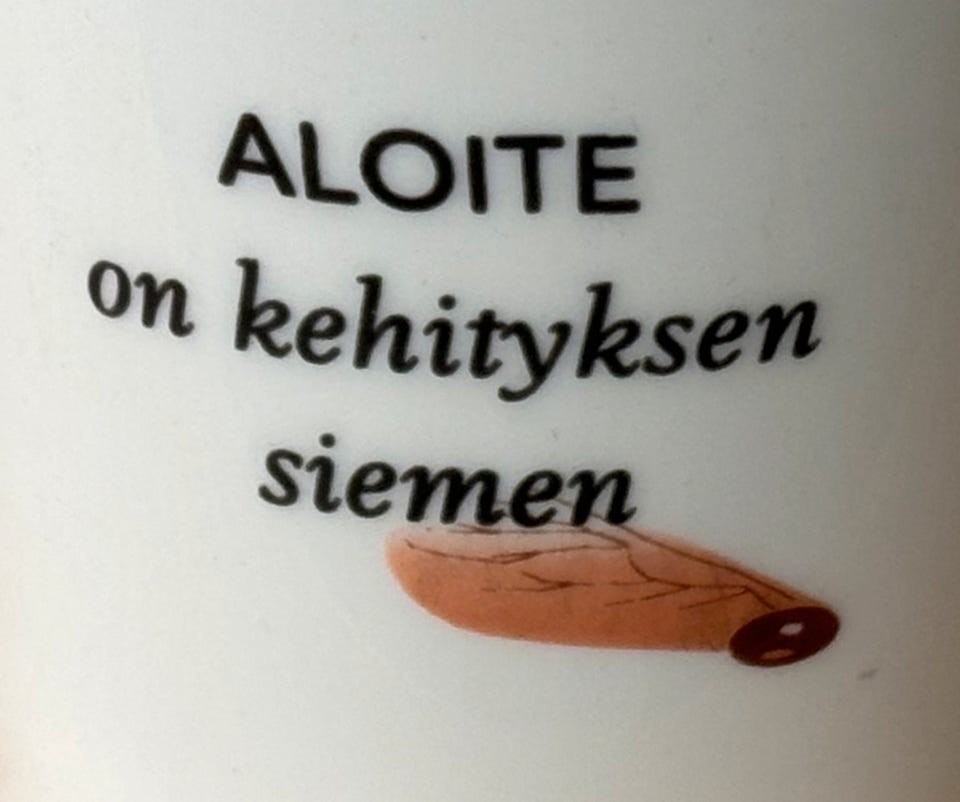 ALOITE
on kehityksen
siemen